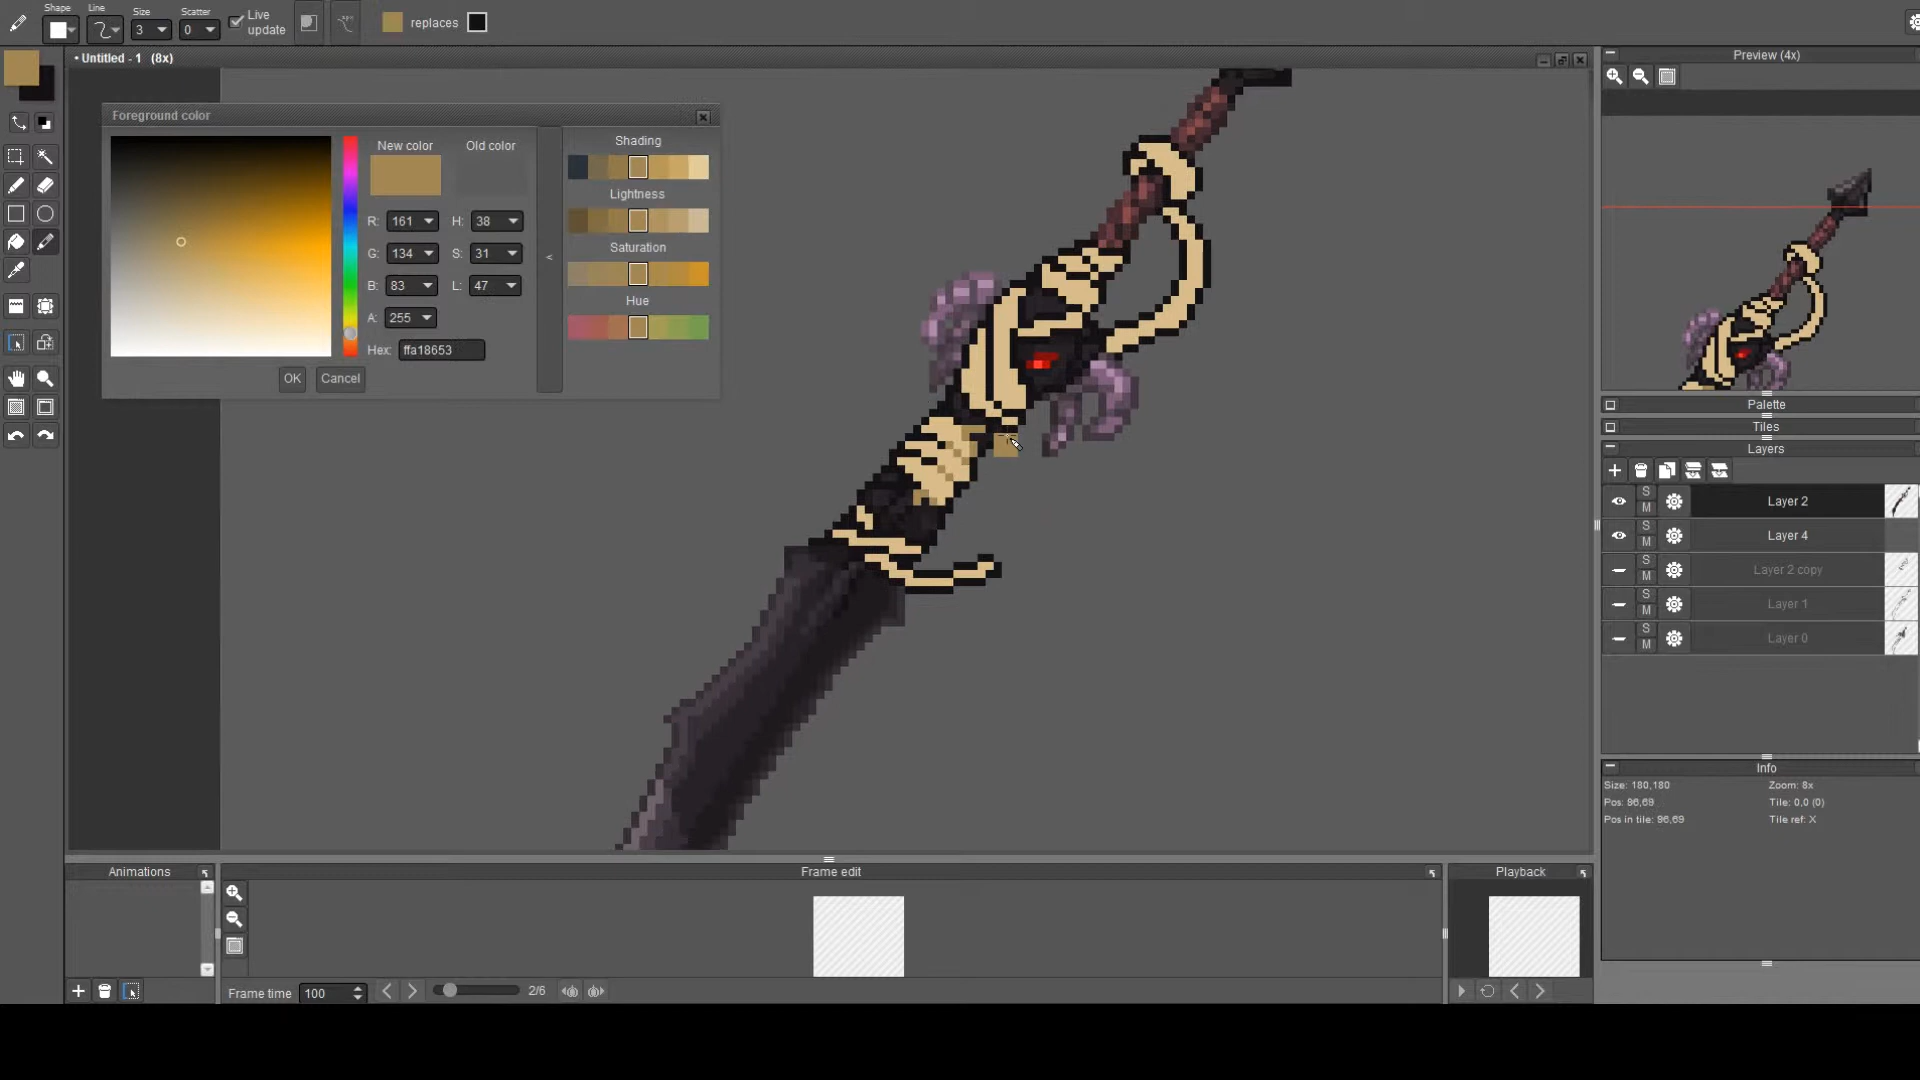 Shape
Line
Size
Scatter
3
0
Live
update
replaces
• Untitled - 1 (8x)
Foreground color
New color
Old color
R: 161
H: 38
G: 134
S: 31
B: 83
L: 47
A: 255
Hex: ffa18653
OK
Cancel
<
Shading
Lightness
Saturation
Hue
Preview (4x)
Palette
Tiles
Layers
S
M
Layer 2
S
M
Layer 4
S
M
Layer 2 copy
S
M
Layer 1
S
M
Layer 0
Info
Size: 180,180
Zoom: 8x
Pos: 96,69
Tile: 0,0 (0)
Pos in tile: 96,69
Tile ref: X
Animations
Frame edit
Playback
Frame time 100
2/6